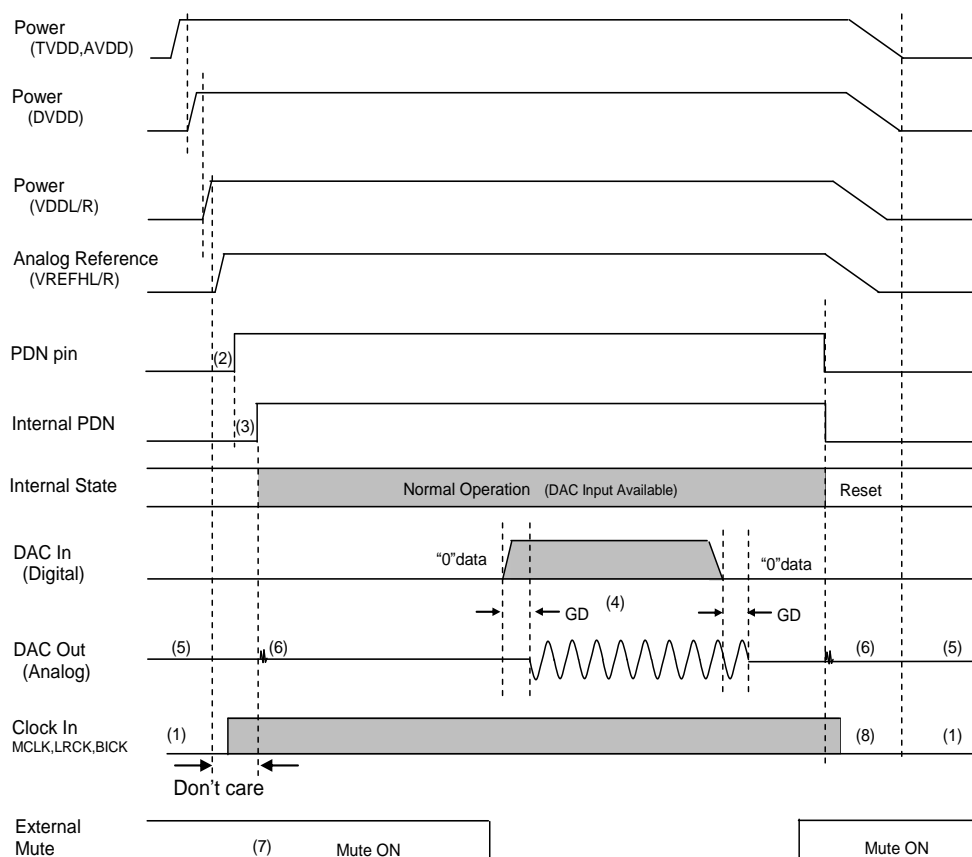 Power
(TVDD,AVDD)
Power
(DVDD)
Power
(VDDL/R)
Analog Reference
(VREFHL/R)
PDN pin
(2)
Internal PDN
(3)
Internal State
Normal Operation (DAC Input Available)
Reset
DAC In
(Digital)
“0”data
“0”data
GD
(4)
GD
DAC Out
(Analog)
(5)
(6)
(6)
(5)
Clock In
MCLK,LRCK,BICK
(1)
(8)
(1)
Don’t care
External
Mute
(7)
Mute ON
Mute ON